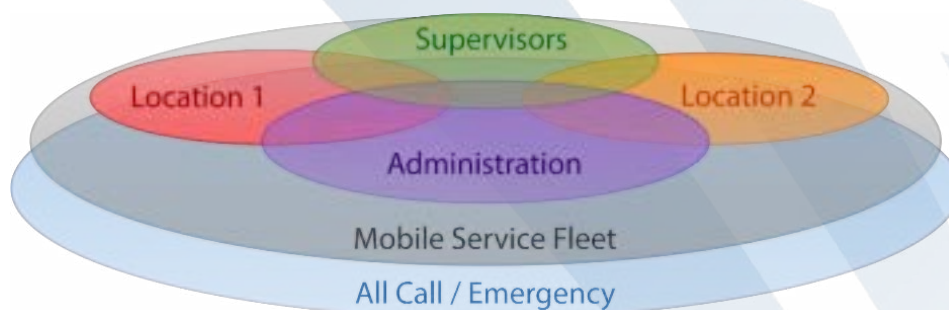 Supervisors
Location 1
Location 2
Administration
Mobile Service Fleet
All Call / Emergency